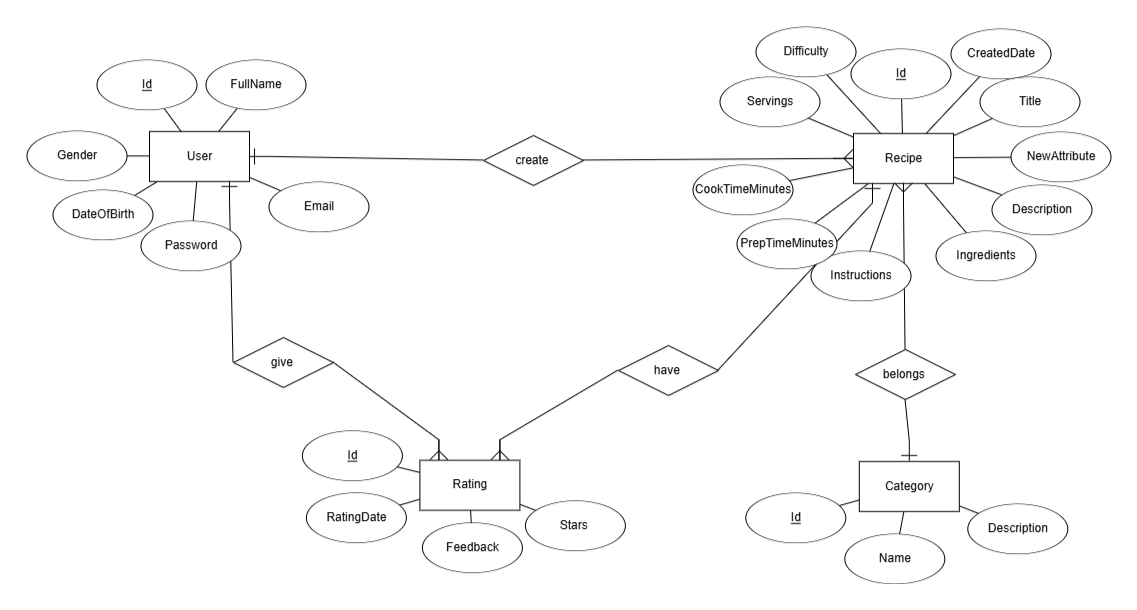 Difficulty
Id
CreatedDate
Id
FullName
Servings
Title
Gender
User
create
Recipe
NewAttribute
CookTimeMinutes
DateOfBirth
Email
Description
Password
PrepTimeMinutes
Ingredients
Instructions
give
have
belongs
Id
Rating
Category
RatingDate
Stars
Id
Description
Feedback
Name